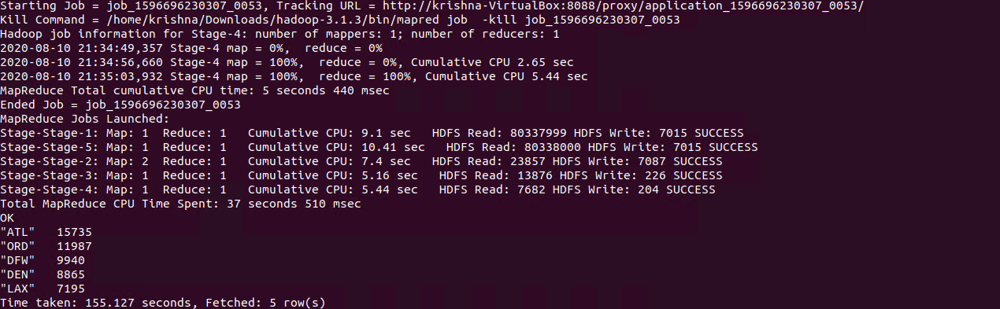 Starting Job = job_1596696230307_0053, Tracking URL = http://krishna-VirtualBox:8088/proxy/application_1596696230307_0053/
Kill Command = /home/krishna/Downloads/hadoop-3.1.3/bin/mapred job  -kill job_1596696230307_0053
Hadoop job information for Stage-4: number of mappers: 1; number of reducers: 1
2020-08-10 21:34:49,357 Stage-4 map = 0%,  reduce = 0%
2020-08-10 21:34:56,660 Stage-4 map = 100%,  reduce = 0%, Cumulative CPU 2.65 sec
2020-08-10 21:35:03,932 Stage-4 map = 100%,  reduce = 100%, Cumulative CPU 5.44 sec
MapReduce Total cumulative CPU time: 5 seconds 440 msec
Ended Job = job_1596696230307_0053
MapReduce Jobs Launched:
Stage-Stage-1: Map: 1  Reduce: 1   Cumulative CPU: 9.1 sec   HDFS Read: 80337999 HDFS Write: 7015 SUCCESS
Stage-Stage-5: Map: 1  Reduce: 1   Cumulative CPU: 10.41 sec   HDFS Read: 80338000 HDFS Write: 7015 SUCCESS
Stage-Stage-2: Map: 2  Reduce: 1   Cumulative CPU: 7.4 sec   HDFS Read: 23857 HDFS Write: 7087 SUCCESS
Stage-Stage-3: Map: 1  Reduce: 1   Cumulative CPU: 5.16 sec   HDFS Read: 13876 HDFS Write: 226 SUCCESS
Stage-Stage-4: Map: 1  Reduce: 1   Cumulative CPU: 5.44 sec   HDFS Read: 7682 HDFS Write: 204 SUCCESS
Total MapReduce CPU Time Spent: 37 seconds 510 msec
OK
"ATL"	15735
"ORD"	11987
"DFW"	9940
"DEN"	8865
"LAX"	7195
Time taken: 155.127 seconds, Fetched: 5 row(s)